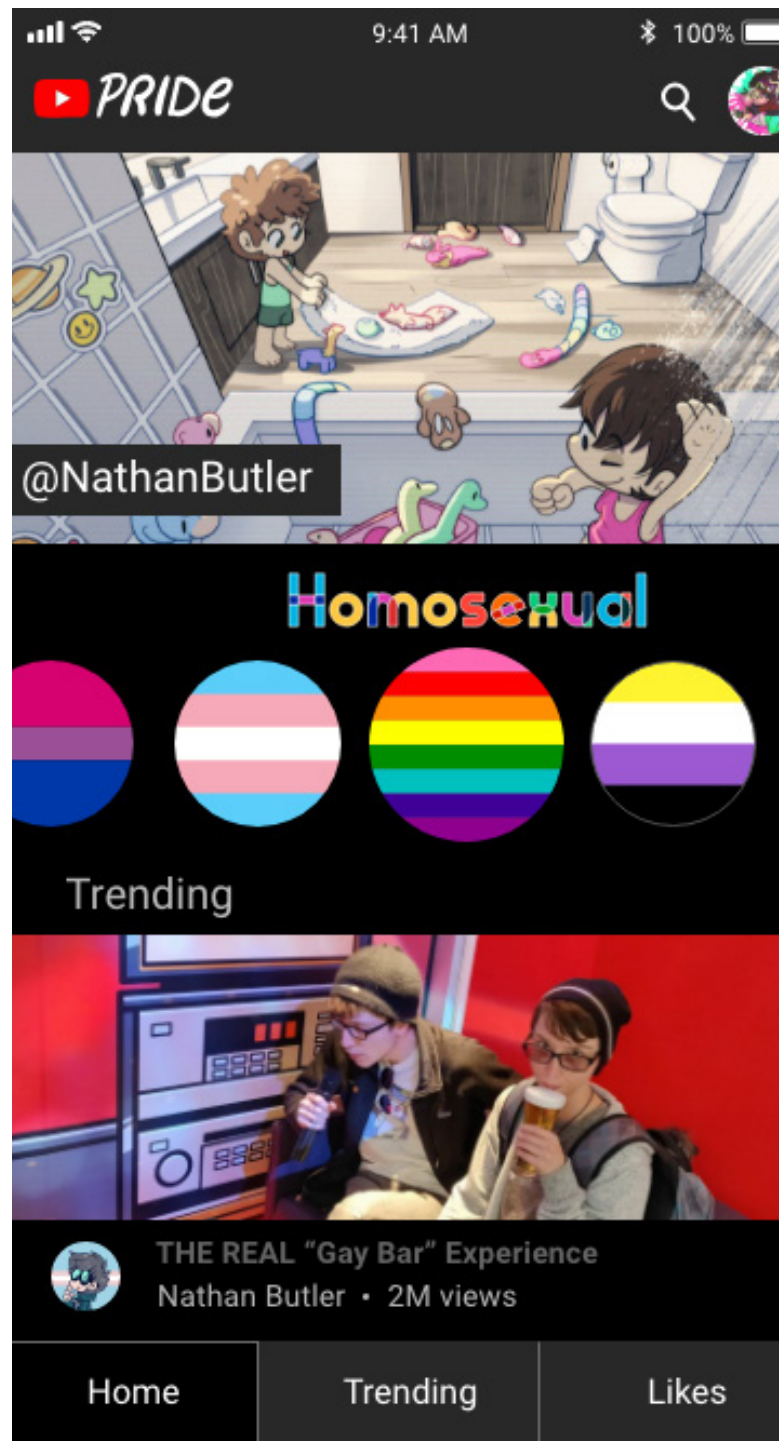 9:41 AM
100%
PRIDE
@NathanButler
Homosexual
Trending
THE REAL “Gay Bar” Experience
Nathan Butler • 2M views
Home
Trending
Likes